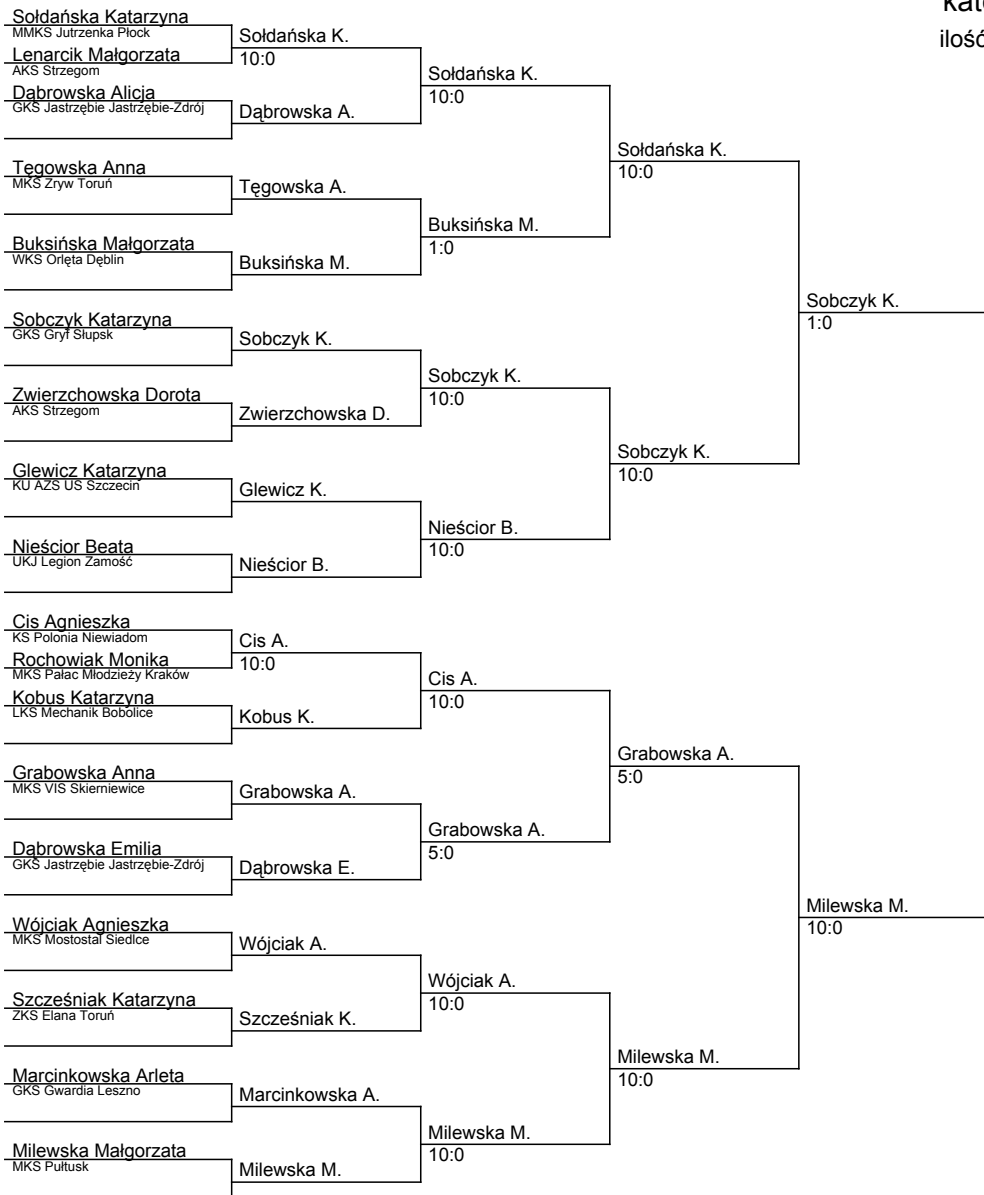 kate
ilość
Sołdańska Katarzyna
MMKS Jutrzenka Płock
Sołdańska K.
10:0
Lenarcik Małgorzata
AKS Strzegom
Sołdańska K.
10:0
Dąbrowska Alicja
GKS Jastrzębie Jastrzębie-Zdrój
Dąbrowska A.
Sołdańska K.
10:0
Tęgowska Anna
MKS Zryw Toruń
Tęgowska A.
Buksińska M.
1:0
Buksińska Małgorzata
WKS Orlęta Dęblin
Buksińska M.
Sobczyk K.
1:0
Sobczyk Katarzyna
GKS Gryf Słupsk
Sobczyk K.
Sobczyk K.
10:0
Zwierzchowska Dorota
AKS Strzegom
Zwierzchowska D.
Sobczyk K.
10:0
Glewicz Katarzyna
KU AZS US Szczecin
Glewicz K.
Nieścior B.
10:0
Nieścior Beata
UKJ Legion Zamość
Nieścior B.
Cis Agnieszka
KS Polonia Niewiadom
Cis A.
10:0
Rochowiak Monika
MKS Pałac Młodzieży Kraków
Cis A.
10:0
Kobus Katarzyna
LKS Mechanik Bobolice
Kobus K.
Grabowska A.
5:0
Grabowska Anna
MKS VIS Skierniewice
Grabowska A.
Grabowska A.
5:0
Dąbrowska Emilia
GKS Jastrzębie Jastrzębie-Zdrój
Dąbrowska E.
Milewska M.
10:0
Wójciak Agnieszka
MKS Mostostal Siedlce
Wójciak A.
Wójciak A.
10:0
Szcześniak Katarzyna
ZKS Elana Toruń
Szcześniak K.
Milewska M.
10:0
Marcinkowska Arleta
GKS Gwardia Leszno
Marcinkowska A.
Milewska M.
10:0
Milewska Małgorzata
MKS Pułtusk
Milewska M.